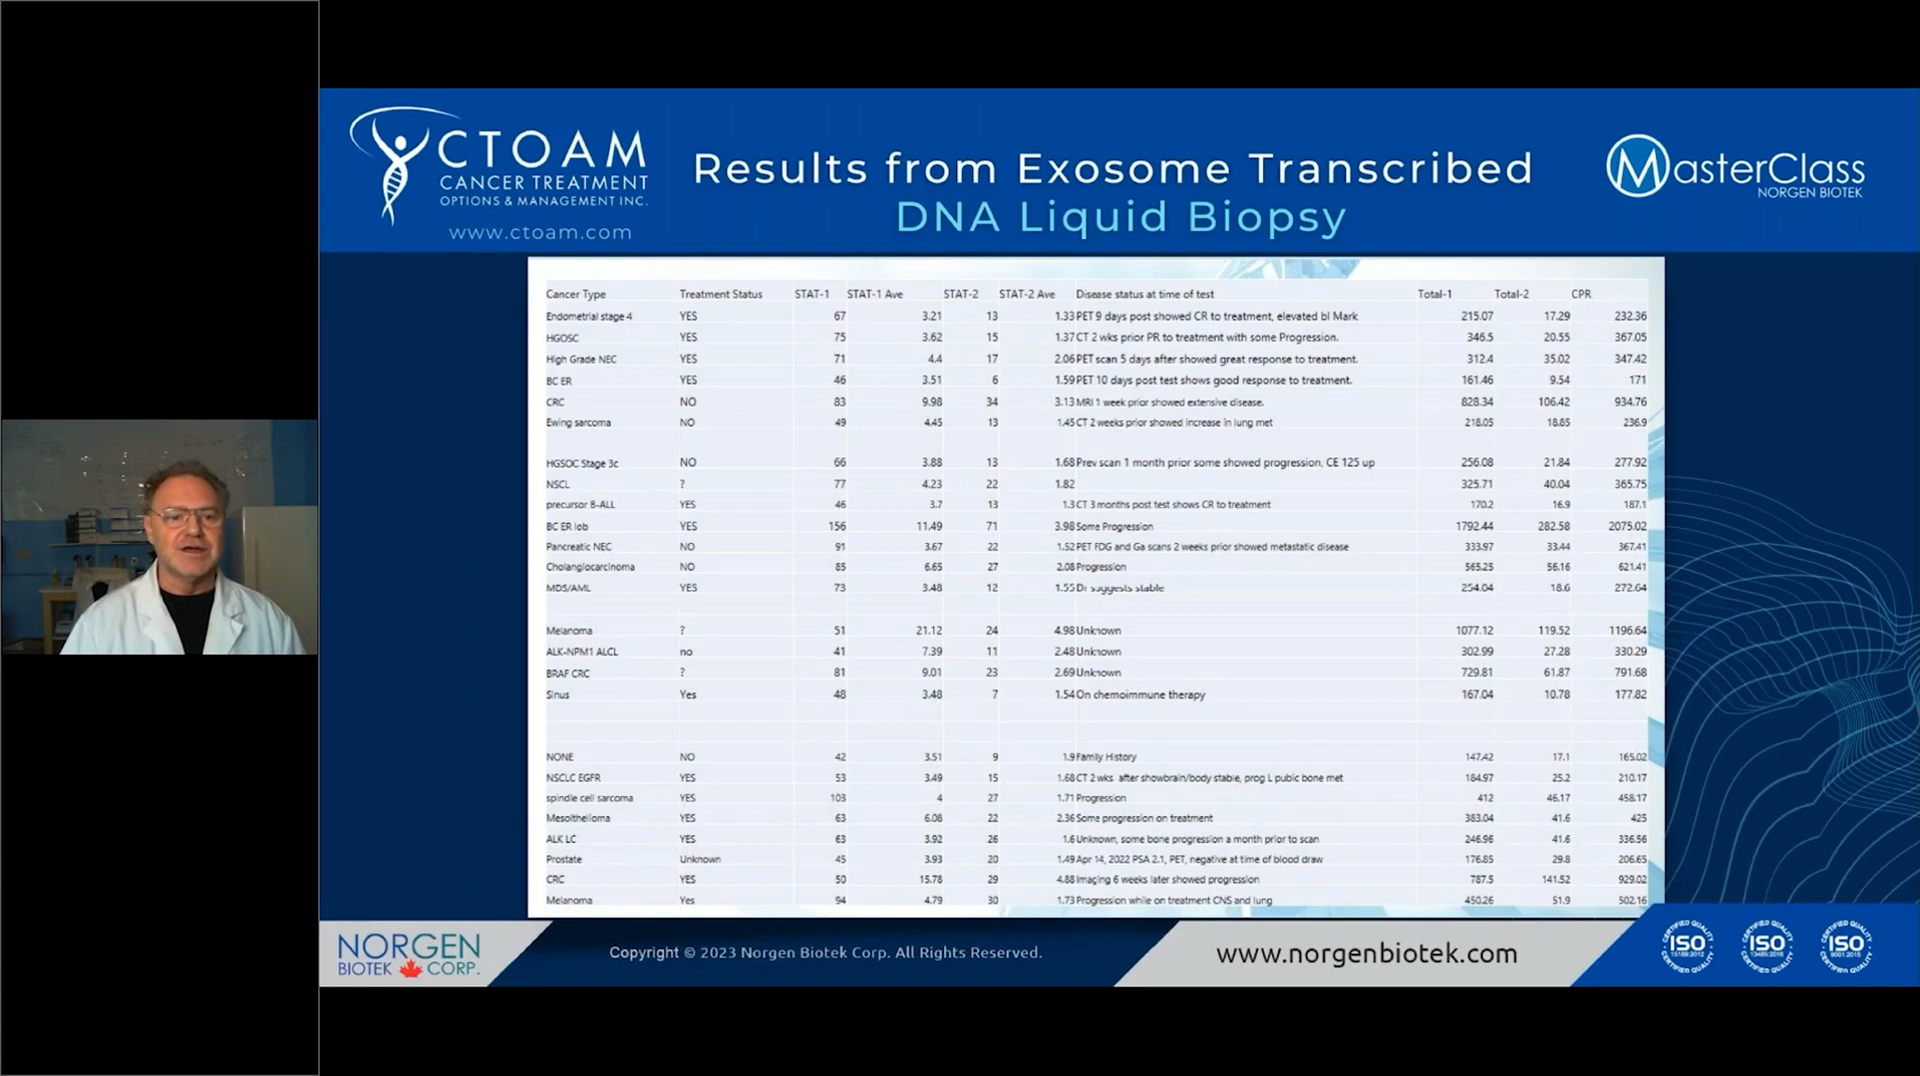 CTOAM
CANCER TREATMENT
OPTIONS & MANAGEMENT INC.
www.ctoam.com
Results from Exosome Transcribed
DNA Liquid Biopsy
MasterClass
NORGEN BIOTEK
Cancer Type Treatment Status STAT-1 STAT-1 Ave STAT-2 STAT-2 Ave Disease status at time of test Total-1 Total-2 CPR
Endometrial stage 4 YES 67 3.21 13 1.33 PET 9 days post showed CR to treatment, elevated bl Mark 215.07 17.29 232.36
HGOSC YES 75 3.62 15 1.37 CT 2 wks prior PR to treatment with some Progression. 346.5 20.55 367.05
High Grade NEC YES 71 4.4 17 2.06 PET scan 5 days after showed great response to treatment. 312.4 35.02 347.42
BC ER YES 46 3.51 6 1.59 PET 10 days post test shows good response to treatment. 161.46 9.54 171
CRC NO 83 9.98 34 3.13 MRI 1 week prior showed extensive disease. 828.34 106.42 934.76
Ewing sarcoma NO 49 4.45 13 1.45 CT 2 weeks prior showed increase in lung met 218.05 18.85 236.9
HGSOC Stage 3c NO 66 3.88 13 1.68 Prev scan 1 month prior some showed progression, CE 125 up 256.08 21.84 277.92
NSCL ? 77 4.23 22 1.82 325.71 40.04 365.75
precursor B-ALL YES 46 3.7 13 1.3 CT 3 months post test shows CR to treatment 170.2 16.9 187.1
BC ER lob YES 156 11.49 71 3.98 Some Progression 1792.44 282.58 2075.02
Pancreatic NEC NO 91 3.67 22 1.52 PET FDG and Ga scans 2 weeks prior showed metastatic disease 333.97 33.44 367.41
Cholangiocarcinoma NO 85 6.65 27 2.08 Progression 565.25 56.16 621.41
MDS/AML YES 73 3.48 12 1.55 Dr suggests stable 254.04 18.6 272.64
Melanoma ? 51 21.12 24 4.98 Unknown 1077.12 119.52 1196.64
ALK-NPM1 ALCL no 41 7.39 11 2.48 Unknown 302.99 27.28 330.29
BRAF CRC ? 81 9.01 23 2.69 Unknown 729.81 61.87 791.68
Sinus Yes 48 3.48 7 1.54 On chemoimmune therapy 167.04 10.78 177.82
NONE NO 42 3.51 9 1.9 Family History 147.42 17.1 165.02
NSCLC EGFR YES 53 3.49 15 1.68 CT 2 wks after showbrain/body stable, prog L pubic bone met 184.97 25.2 210.17
spindle cell sarcoma YES 103 4 27 1.71 Progression 412 46.17 458.17
Mesothelioma YES 63 6.08 22 2.36 Some progression on treatment 383.04 41.6 425
ALK LC YES 63 3.92 26 1.6 Unknown, some bone progression a month prior to scan 246.96 41.6 336.56
Prostate Unknown 45 3.93 20 1.49 Apr 14, 2022 PSA 2.1, PET, negative at time of blood draw 176.85 29.8 206.65
CRC YES 50 15.78 29 4.88 Imaging 6 weeks later showed progression 787.5 141.52 929.02
Melanoma Yes 94 4.79 30 1.73 Progression while on treatment CNS and lung 450.26 51.9 502.16
NORGEN
BIOTEK CORP.
Copyright © 2023 Norgen Biotek Corp. All Rights Reserved.
www.norgenbiotek.com
ISO
ISO
ISO